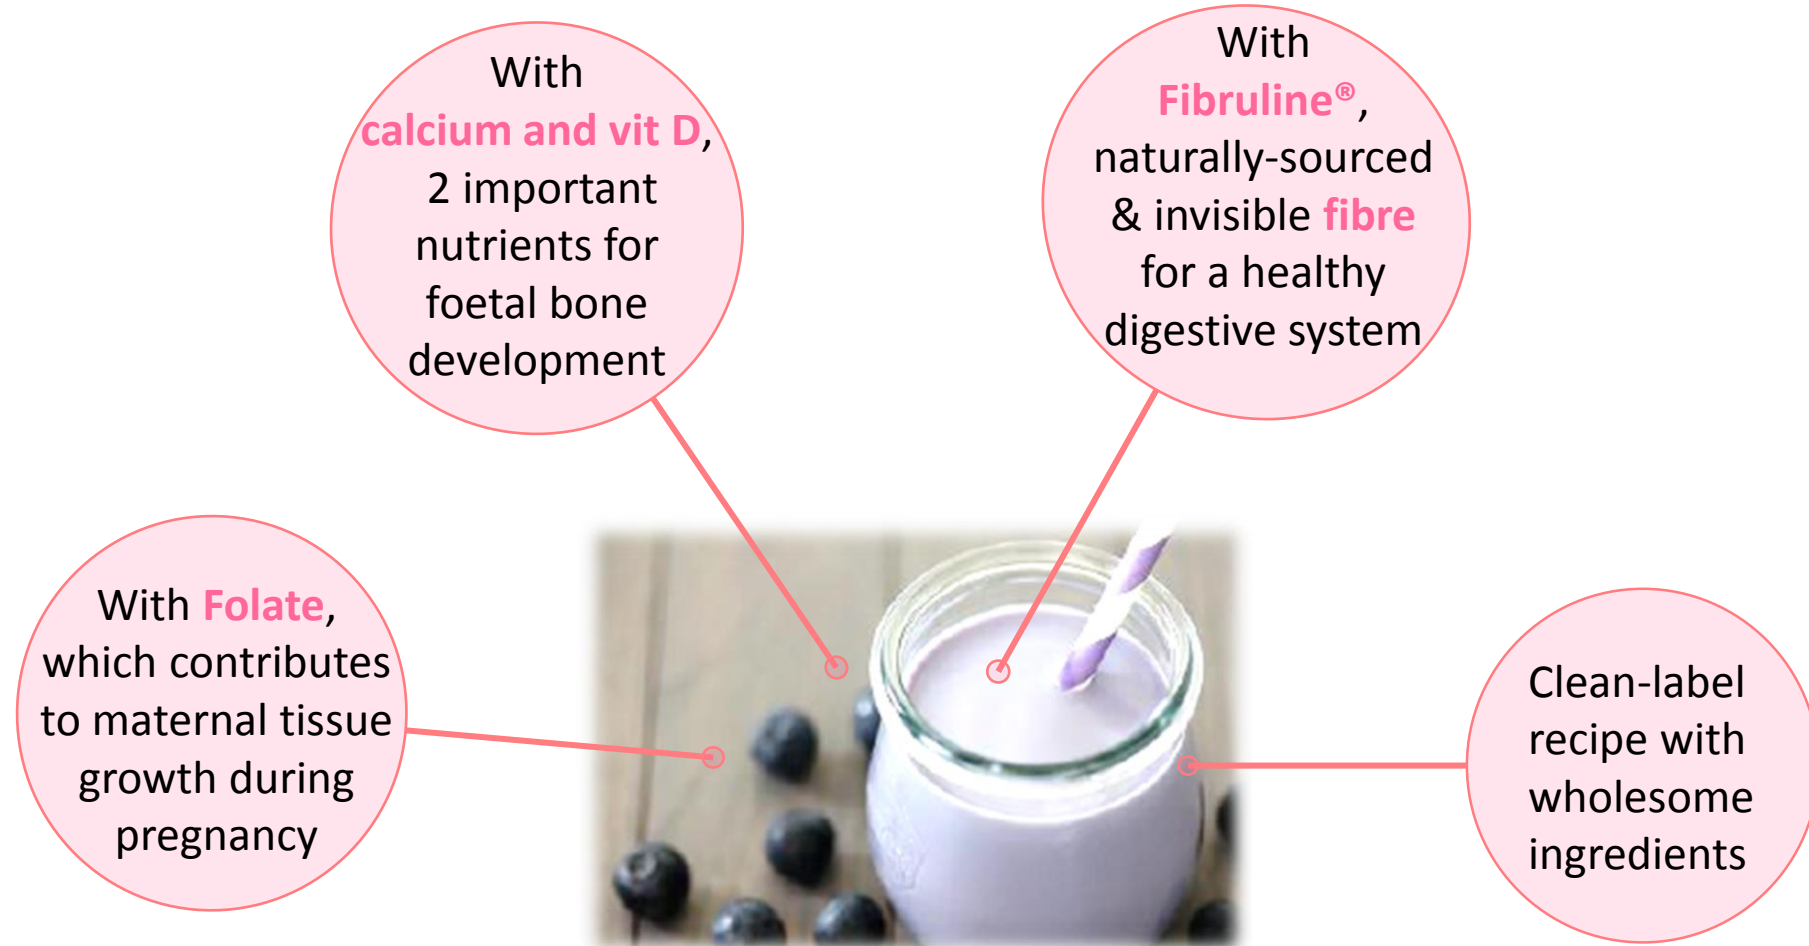 With
calcium and vit D,
2 important
nutrients for
foetal bone
development
With
Fibruline®,
naturally-sourced
& invisible fibre
for a healthy
digestive system
With Folate,
which contributes
to maternal tissue
growth during
pregnancy
Clean-label
recipe with
wholesome
ingredients